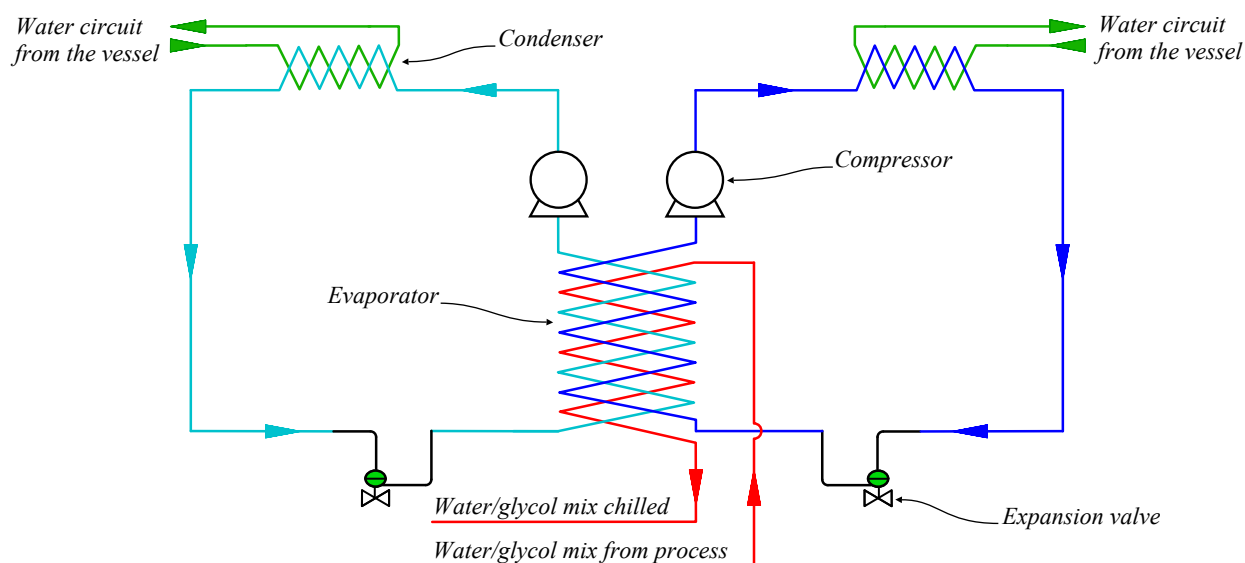 Water circuit
from the vessel
Condenser
Water circuit
from the vessel
Compressor
Evaporator
Water/glycol mix chilled
Expansion valve
Water/glycol mix from process